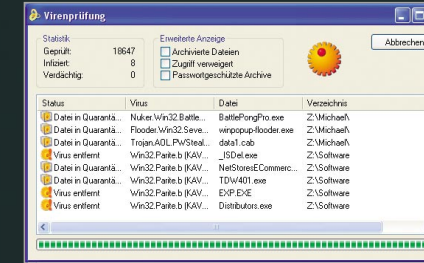 Virenprüfung
Statistik
Geprüft: 18647
Infiziert: 8
Verdächtig: 0
Erweiterte Anzeige
Archivierte Dateien
Zugriff verweigert
Passwortgeschützte Archive
Abbrechen
Status Virus Datei Verzeichnis
Datei in Quarantä... Nuker.Win32.Battle... BattlePongPro.exe Z:\Michael\
Datei in Quarantä... Flooder.Win32.Seve... winpopup-flooder.exe Z:\Michael\
Datei in Quarantä... Trojan.AOL.PWSteal... data1.cab Z:\Michael\
Virus entfernt Win32.Parite.b (KAV... _ISDel.exe Z:\Software
Datei in Quarantä... Win32.Parite.b (KAV... NetStoresECommerc... Z:\Software
Datei in Quarantä... Win32.Parite.b (KAV... TDW401.exe Z:\Software
Virus entfernt Win32.Parite.b (KAV... EXP.EXE Z:\Software
Virus entfernt Win32.Parite.b (KAV... Distributors.exe Z:\Software